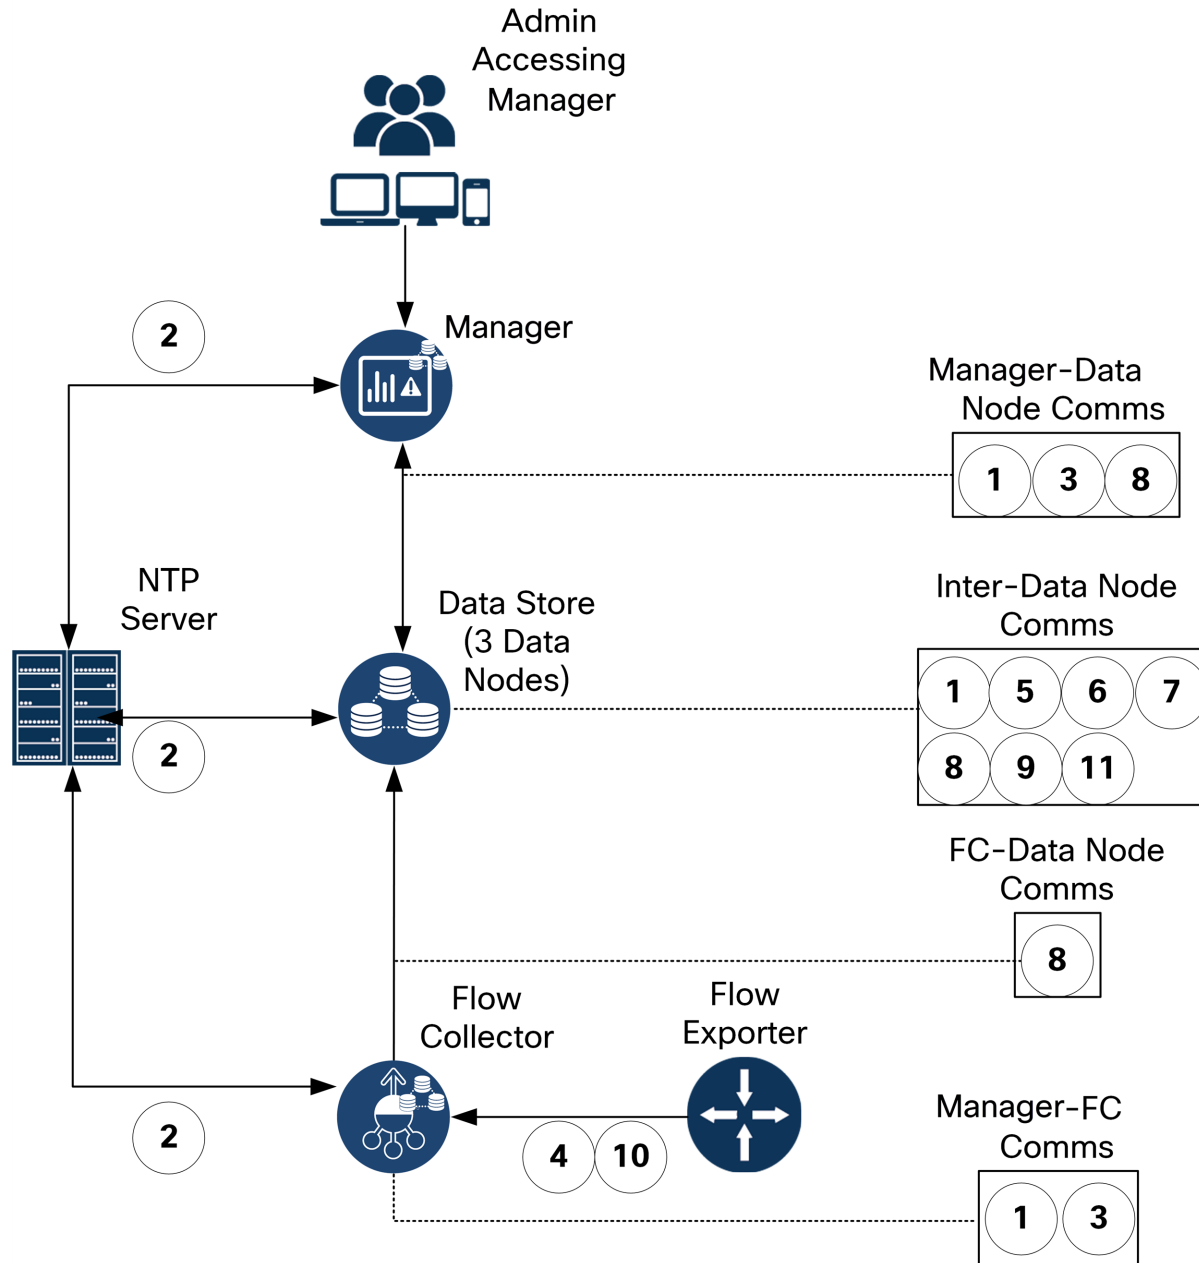 Admin
Accessing
Manager
2
Manager
Manager-Data
Node Comms
1 3 8
NTP
Server
Data Store
(3 Data
Nodes)
Inter-Data Node
Comms
1 5 6 7
8 9 11
2
FC-Data Node
Comms
8
Flow
Collector
Flow
Exporter
2
4 10
Manager-FC
Comms
1 3